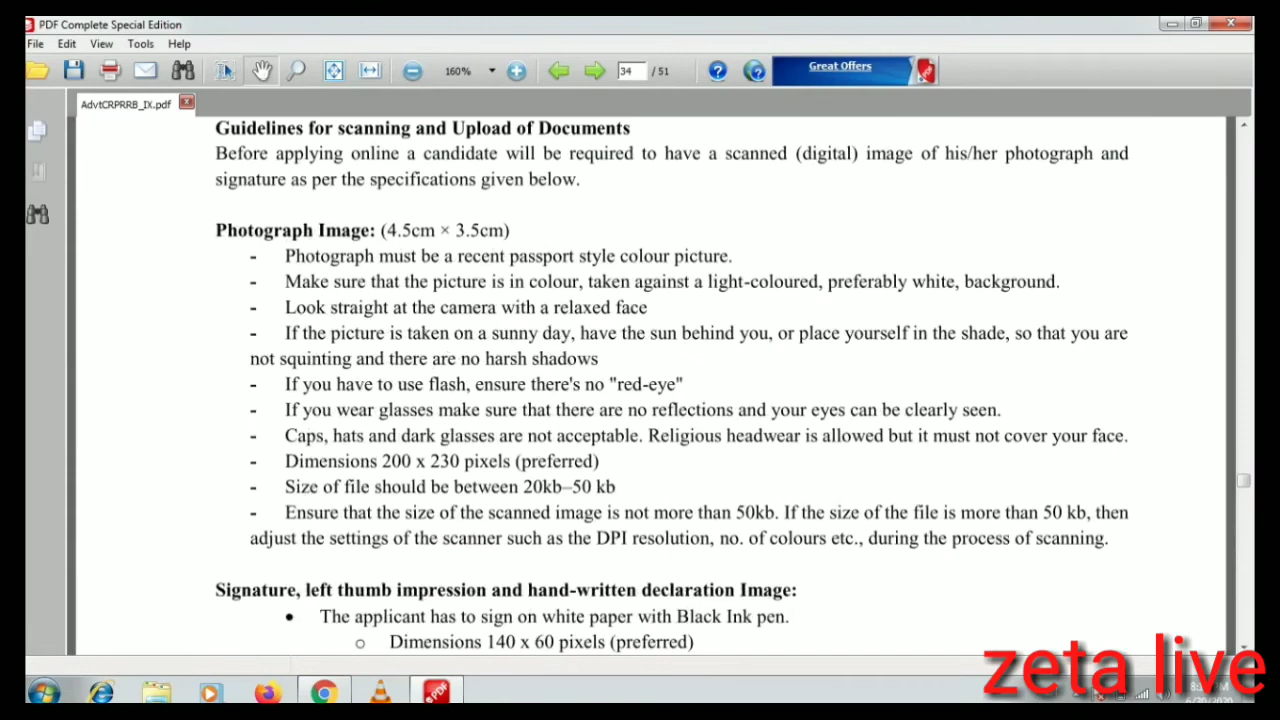 PDF Complete Special Edition
File Edit View Tools Help
160% 34 / 51 Great Offers
AdvtCRPRRB_IX.pdf
Guidelines for scanning and Upload of Documents
Before applying online a candidate will be required to have a scanned (digital) image of his/her photograph and
signature as per the specifications given below.
Photograph Image: (4.5cm × 3.5cm)
- Photograph must be a recent passport style colour picture.
- Make sure that the picture is in colour, taken against a light-coloured, preferably white, background.
- Look straight at the camera with a relaxed face
- If the picture is taken on a sunny day, have the sun behind you, or place yourself in the shade, so that you are
not squinting and there are no harsh shadows
- If you have to use flash, ensure there's no "red-eye"
- If you wear glasses make sure that there are no reflections and your eyes can be clearly seen.
- Caps, hats and dark glasses are not acceptable. Religious headwear is allowed but it must not cover your face.
- Dimensions 200 x 230 pixels (preferred)
- Size of file should be between 20kb–50 kb
- Ensure that the size of the scanned image is not more than 50kb. If the size of the file is more than 50 kb, then
adjust the settings of the scanner such as the DPI resolution, no. of colours etc., during the process of scanning.
Signature, left thumb impression and hand-written declaration Image:
• The applicant has to sign on white paper with Black Ink pen.
o Dimensions 140 x 60 pixels (preferred)
zeta live
PDF